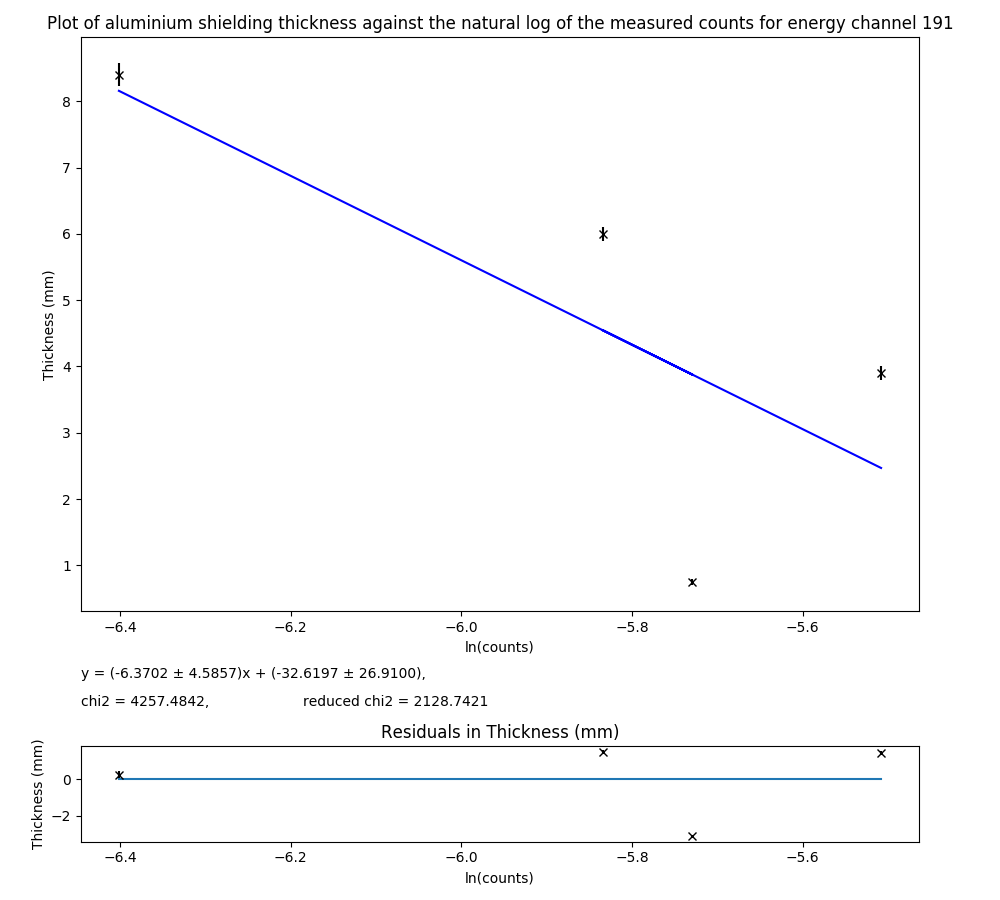 Plot of aluminium shielding thickness against the natural log of the measured counts for energy channel 191
Thickness (mm)
8
7
6
5
4
3
2
1
−6.4 −6.2 −6.0 −5.8 −5.6
ln(counts)
y = (-6.3702 ± 4.5857)x + (-32.6197 ± 26.9100),
chi2 = 4257.4842, reduced chi2 = 2128.7421
Residuals in Thickness (mm)
Thickness (mm)
0
−2
−6.4 −6.2 −6.0 −5.8 −5.6
ln(counts)